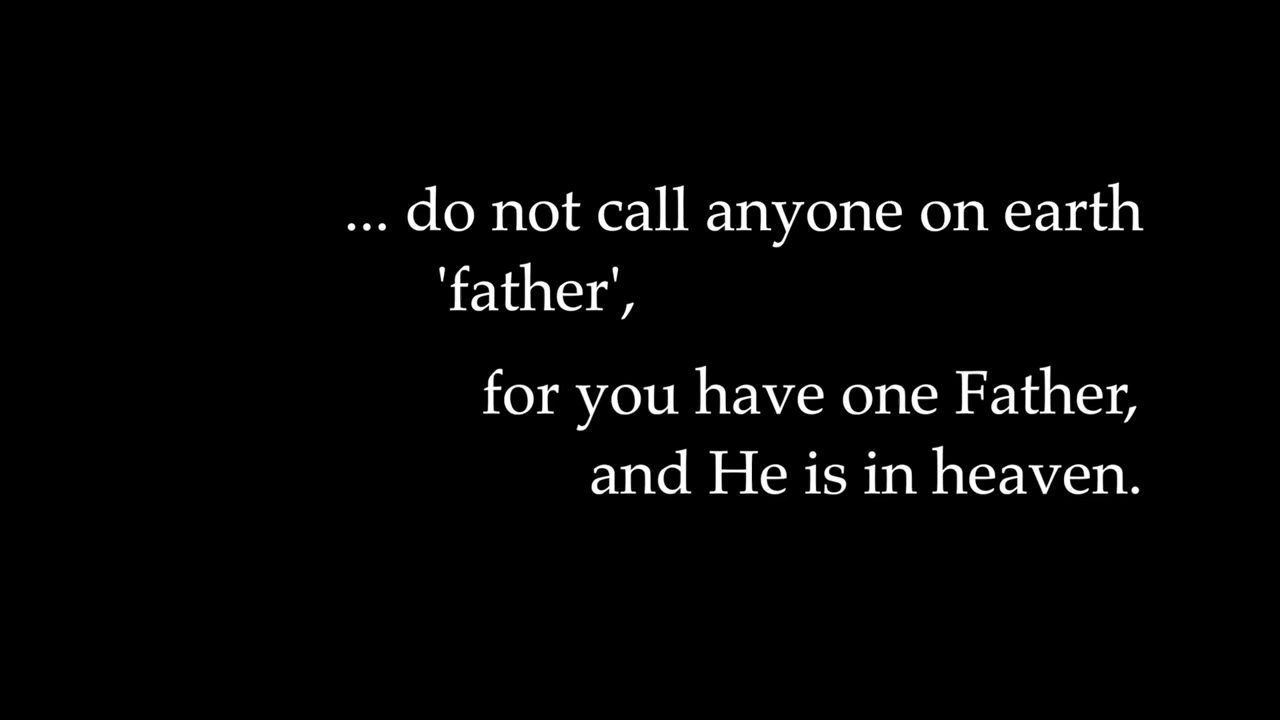 ... do not call anyone on earth
'father',
for you have one Father,
and He is in heaven.